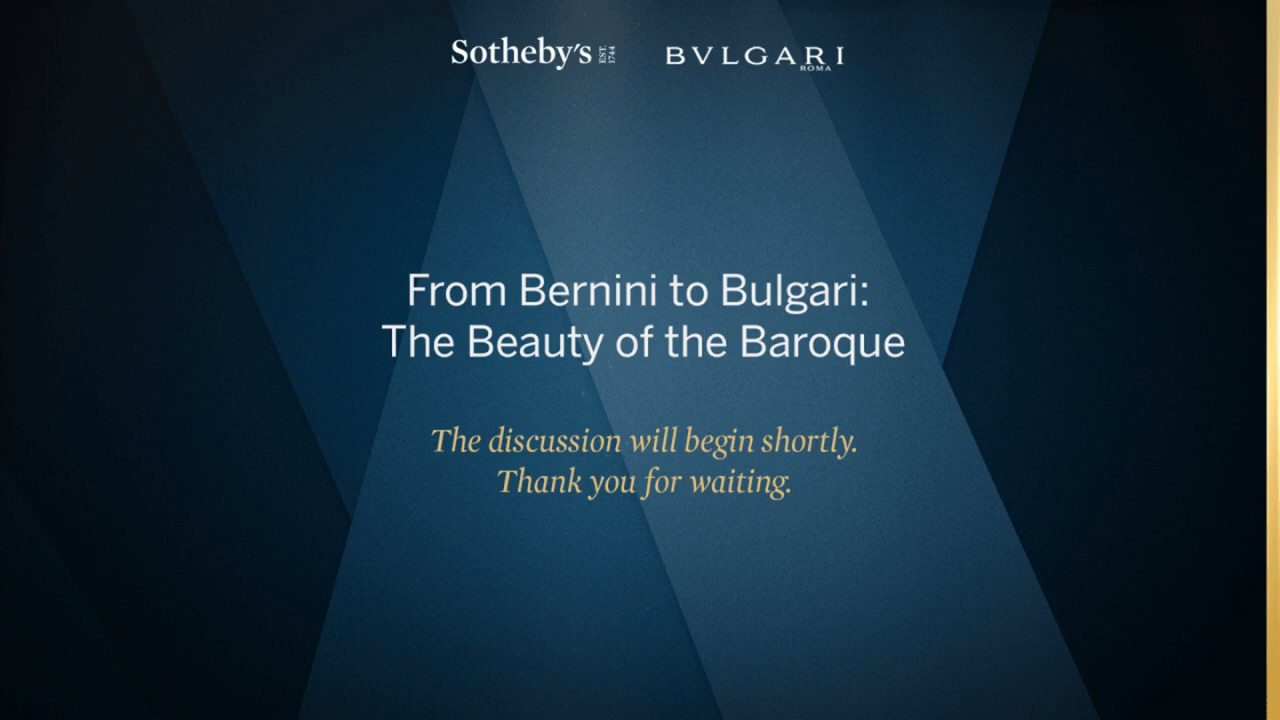 Sotheby's EST. 1744 BVLGARI
ROMA
From Bernini to Bulgari:
The Beauty of the Baroque
The discussion will begin shortly.
Thank you for waiting.